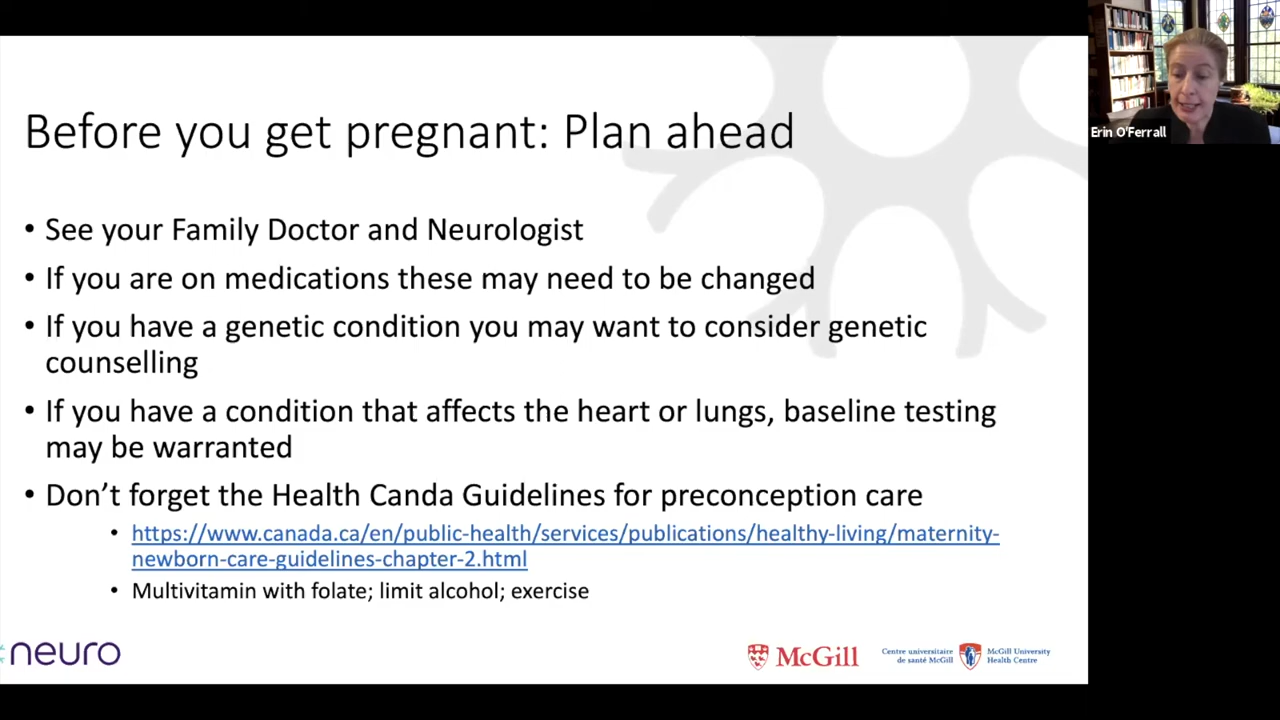 Before you get pregnant: Plan ahead
Erin O'Ferrall
• See your Family Doctor and Neurologist
• If you are on medications these may need to be changed
• If you have a genetic condition you may want to consider genetic
counselling
• If you have a condition that affects the heart or lungs, baseline testing
may be warranted
• Don't forget the Health Canda Guidelines for preconception care
• https://www.canada.ca/en/public-health/services/publications/healthy-living/maternity-
newborn-care-guidelines-chapter-2.html
• Multivitamin with folate; limit alcohol; exercise
neuro
McGill
Centre universitaire
de santé McGill
McGill University
Health Centre